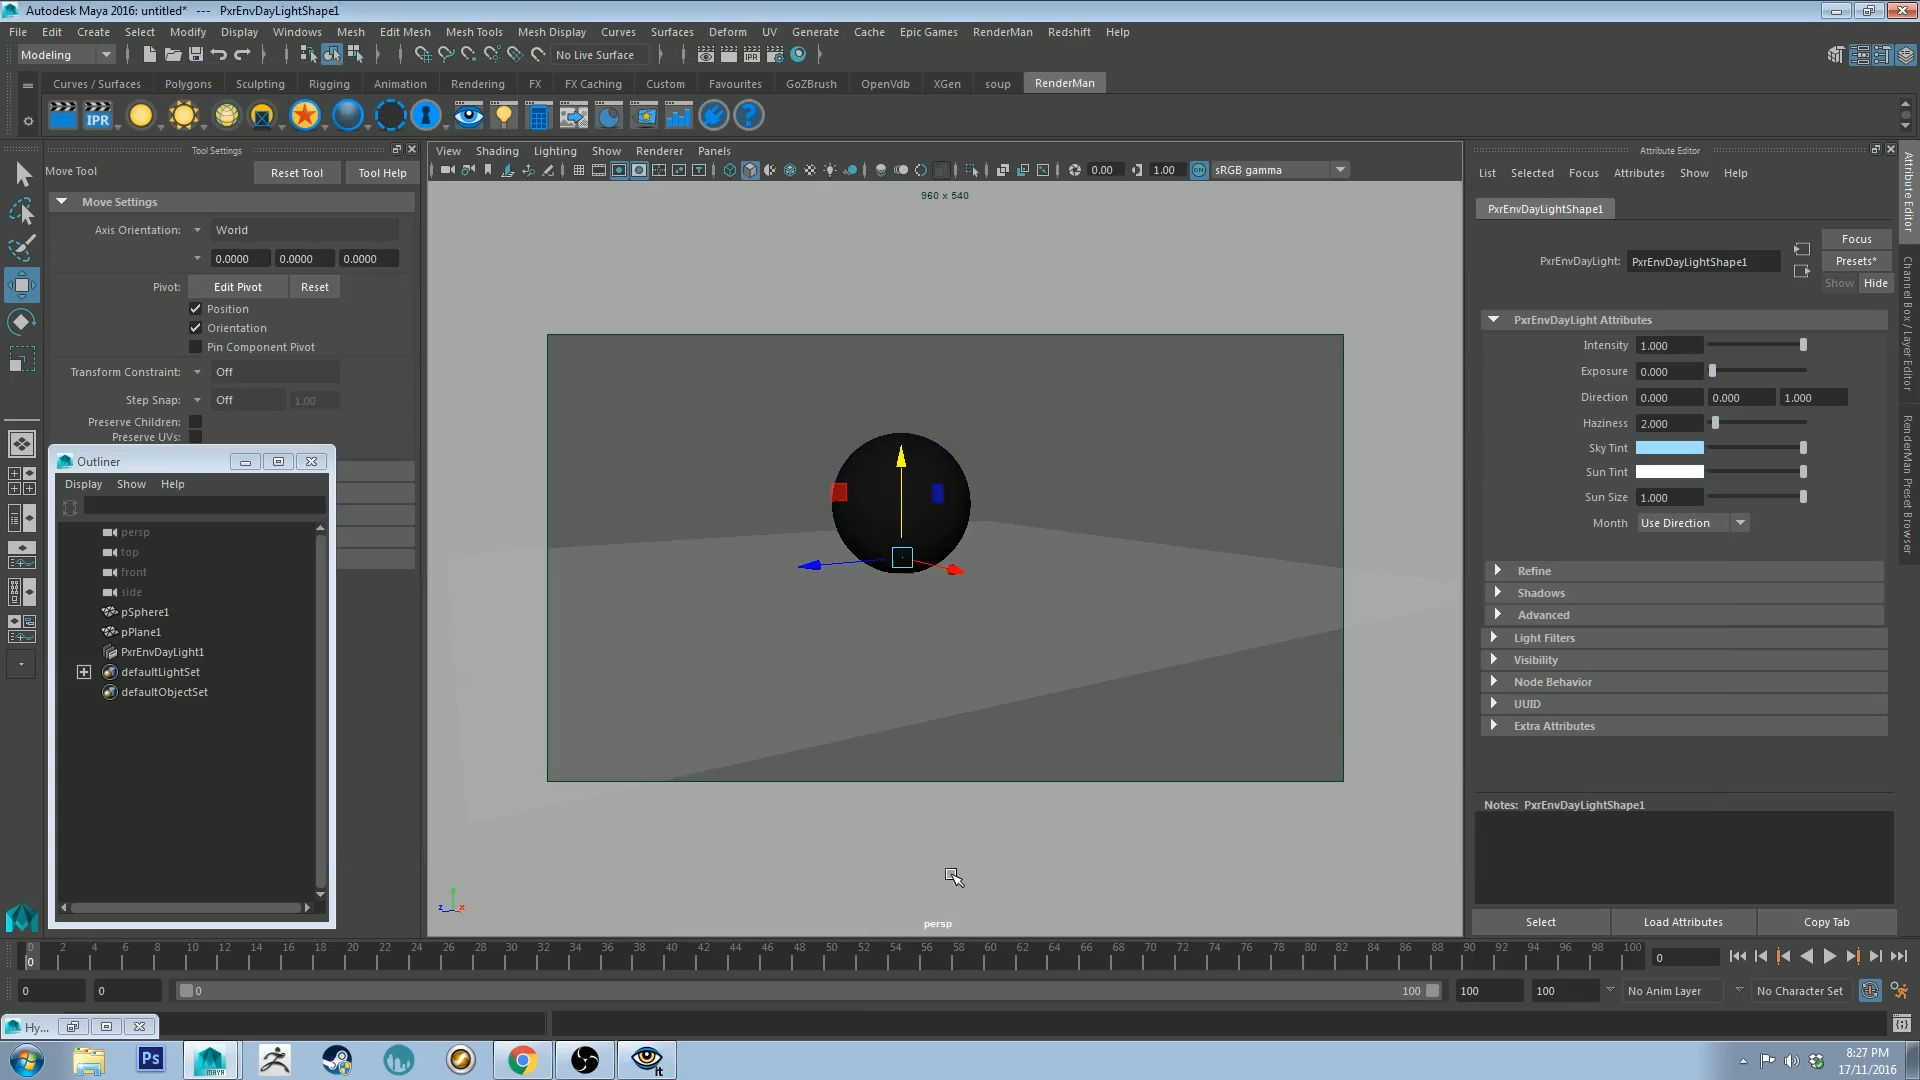 Autodesk Maya 2016: untitled*   ---   PxrEnvDayLightShape1
File Edit Create Select Modify Display Windows Mesh Edit Mesh Mesh Tools Mesh Display Curves Surfaces Deform UV Generate Cache Epic Games RenderMan Redshift Help
Modeling No Live Surface
Curves / Surfaces Polygons Sculpting Rigging Animation Rendering FX FX Caching Custom Favourites GoZBrush OpenVdb XGen soup RenderMan
IPR
Tool Settings
Move Tool Reset Tool Tool Help
Move Settings
Axis Orientation: World
0.0000 0.0000 0.0000
Pivot: Edit Pivot Reset
Position
Orientation
Pin Component Pivot
Transform Constraint: Off
Step Snap: Off 1.00
Preserve Children:
Preserve UVs:
Outliner
Display Show Help
persp
top
front
side
pSphere1
pPlane1
PxrEnvDayLight1
defaultLightSet
defaultObjectSet
View Shading Lighting Show Renderer Panels
0.00 1.00 sRGB gamma
960 x 540
persp
y
z x
Attribute Editor
List Selected Focus Attributes Show Help
PxrEnvDayLightShape1
PxrEnvDayLight: PxrEnvDayLightShape1
Focus
Presets*
Show Hide
PxrEnvDayLight Attributes
Intensity 1.000
Exposure 0.000
Direction 0.000 0.000 1.000
Haziness 2.000
Sky Tint
Sun Tint
Sun Size 1.000
Month Use Direction
Refine
Shadows
Advanced
Light Filters
Visibility
Node Behavior
UUID
Extra Attributes
Notes: PxrEnvDayLightShape1
Select Load Attributes Copy Tab
Attribute Editor
Channel Box / Layer Editor
RenderMan Preset Browser
0 2 4 6 8 10 12 14 16 18 20 22 24 26 28 30 32 34 36 38 40 42 44 46 48 50 52 54 56 58 60 62 64 66 68 70 72 74 76 78 80 82 84 86 88 90 92 94 96 98 100
0
0
0 0 0 100 100 100 No Anim Layer No Character Set
Hy...
Ps
MAYA
it
8:27 PM
17/11/2016